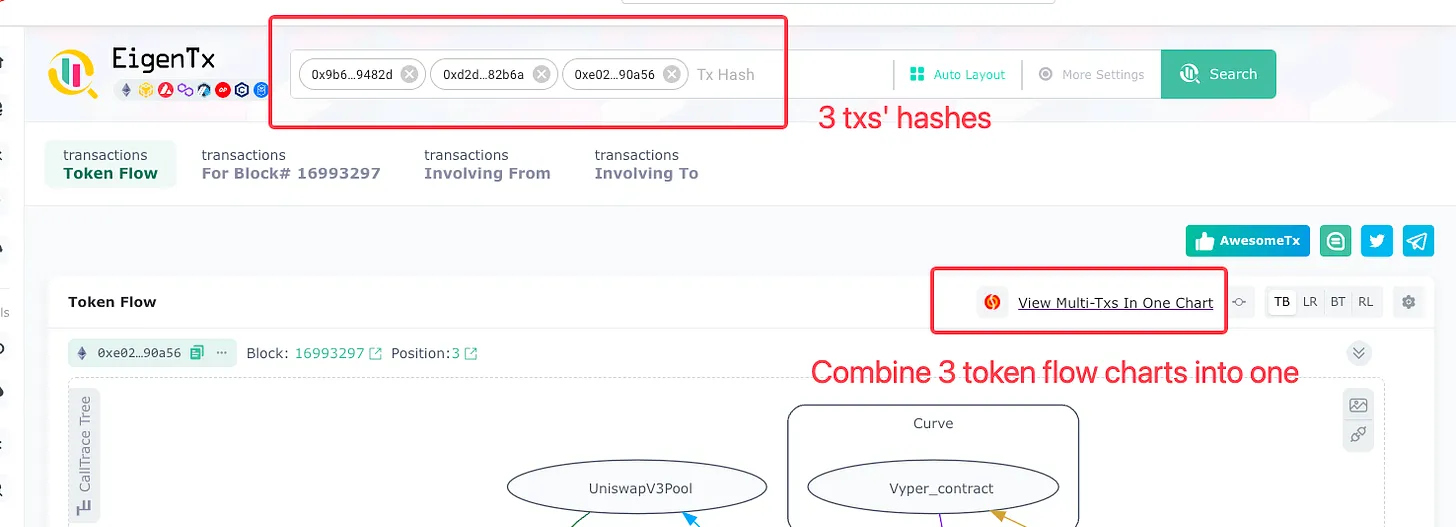 EigenTx
0x9b6...9482d 0xd2d...82b6a 0xe02...90a56 Tx Hash
Auto Layout
More Settings
Search
3 txs' hashes
transactions
Token Flow
transactions
For Block# 16993297
transactions
Involving From
transactions
Involving To
AwesomeTx
Token Flow
View Multi-Txs In One Chart
TB LR BT RL
0xe02...90a56 ... Block: 16993297 Position:3
Combine 3 token flow charts into one
CallTrace Tree
Curve
UniswapV3Pool
Vyper_contract